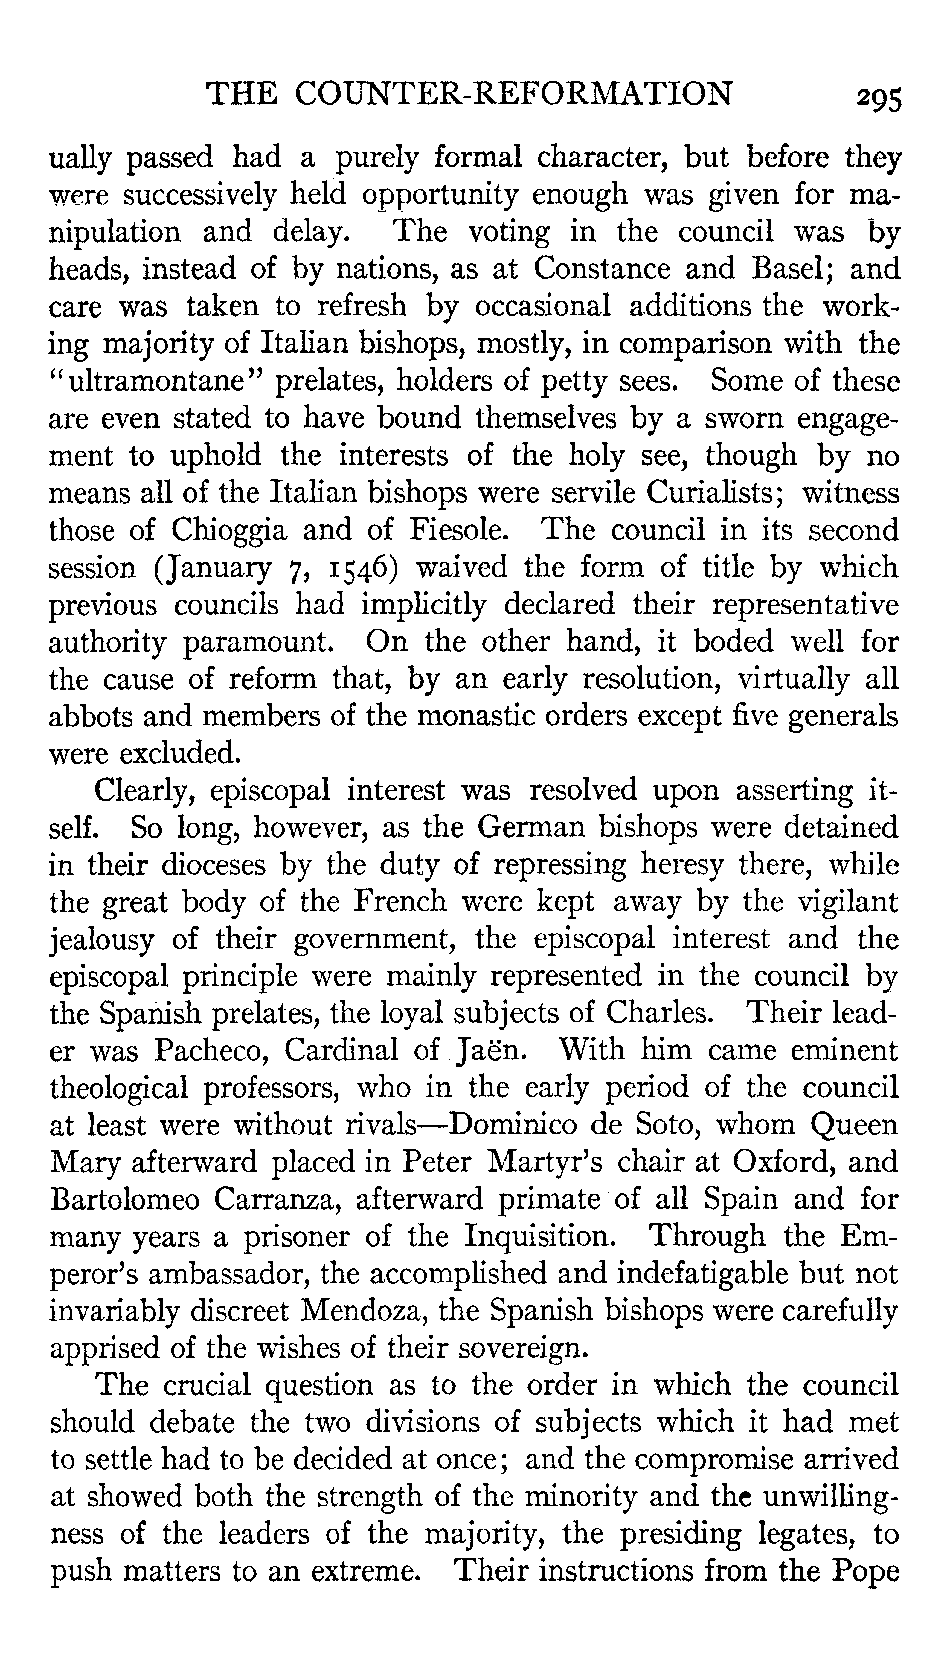 THE COUNTER-REFORMATION 295
ually passed had a purely formal character, but before they
were successively held opportunity enough was given for ma-
nipulation and delay. The voting in the council was by
heads, instead of by nations, as at Constance and Basel; and
care was taken to refresh by occasional additions the work-
ing majority of Italian bishops, mostly, in comparison with the
"ultramontane" prelates, holders of petty sees. Some of these
are even stated to have bound themselves by a sworn engage-
ment to uphold the interests of the holy see, though by no
means all of the Italian bishops were servile Curialists; witness
those of Chioggia and of Fiesole. The council in its second
session (January 7, 1546) waived the form of title by which
previous councils had implicitly declared their representative
authority paramount. On the other hand, it boded well for
the cause of reform that, by an early resolution, virtually all
abbots and members of the monastic orders except five generals
were excluded.
Clearly, episcopal interest was resolved upon asserting it-
self. So long, however, as the German bishops were detained
in their dioceses by the duty of repressing heresy there, while
the great body of the French were kept away by the vigilant
jealousy of their government, the episcopal interest and the
episcopal principle were mainly represented in the council by
the Spanish prelates, the loyal subjects of Charles. Their lead-
er was Pacheco, Cardinal of Jaën. With him came eminent
theological professors, who in the early period of the council
at least were without rivals—Dominico de Soto, whom Queen
Mary afterward placed in Peter Martyr's chair at Oxford, and
Bartolomeo Carranza, afterward primate of all Spain and for
many years a prisoner of the Inquisition. Through the Em-
peror's ambassador, the accomplished and indefatigable but not
invariably discreet Mendoza, the Spanish bishops were carefully
apprised of the wishes of their sovereign.
The crucial question as to the order in which the council
should debate the two divisions of subjects which it had met
to settle had to be decided at once; and the compromise arrived
at showed both the strength of the minority and the unwilling-
ness of the leaders of the majority, the presiding legates, to
push matters to an extreme. Their instructions from the Pope